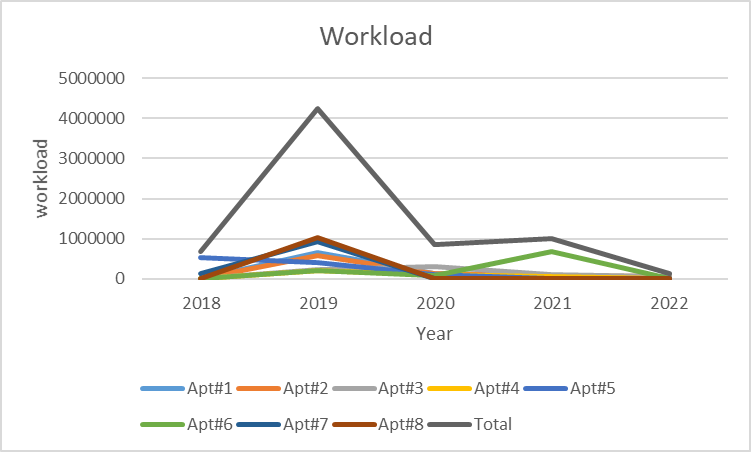 Workload
5000000
4000000
3000000
2000000
1000000
0
workload
2018 2019 2020 2021 2022
Year
Apt#1 Apt#2 Apt#3 Apt#4 Apt#5
Apt#6 Apt#7 Apt#8 Total